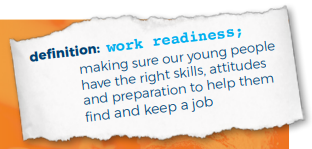 definition: work readiness;
making sure our young people
have the right skills, attitudes
and preparation to help them
find and keep a job